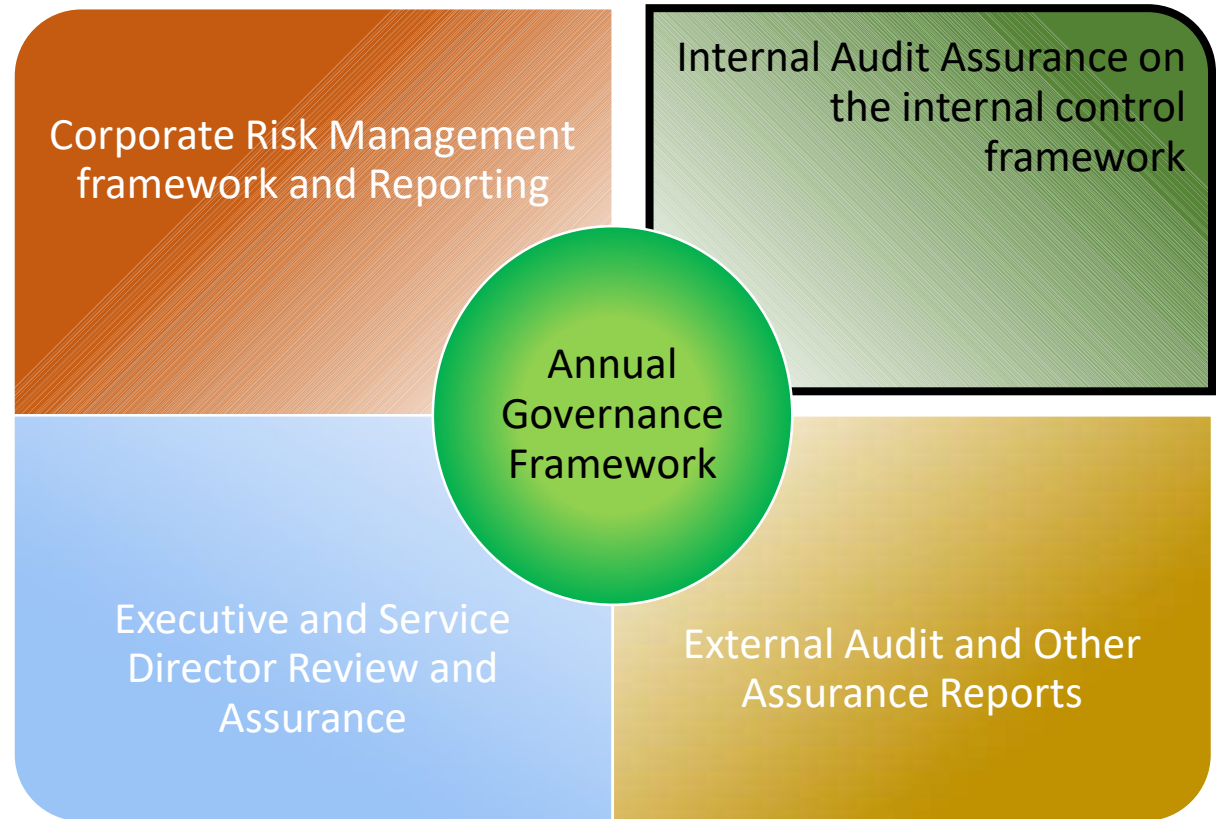 Corporate Risk Management
framework and Reporting
Internal Audit Assurance on
the internal control
framework
Annual
Governance
Framework
Executive and Service
Director Review and
Assurance
External Audit and Other
Assurance Reports